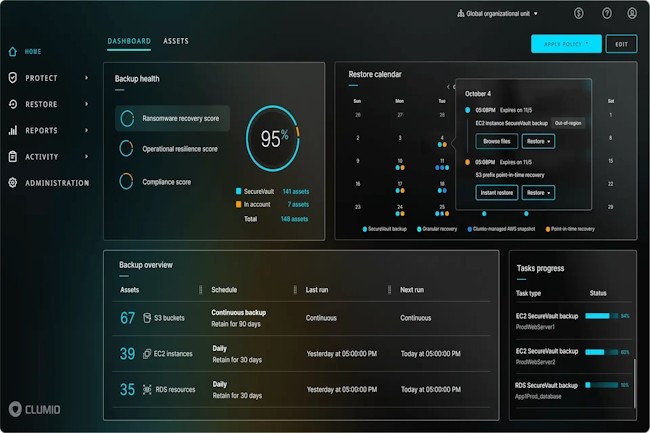 Global organizational unit
HOME
PROTECT
RESTORE
REPORTS
ACTIVITY
ADMINISTRATION
CLUMIO
DASHBOARD
ASSETS
APPLY POLICY
EDIT
Backup health
Ransomware recovery score
Operational resilience score
Compliance score
95%
SecureVault 141 assets
In account 7 assets
Total 148 assets
Restore calendar
Sun Mon Tue Sat
26 27 28 1
2 3 4 8
9 10 11 15
16 17 18
23 24 25
October 4
05:08PM Expires on 11/5
EC2 Instance SecureVault backup Out-of-region
Browse files Restore
05:08PM Expires on 11/5
S3 prefix point-in-time recovery
Instant restore Restore
SecureVault backup Granular recovery Clumio-managed AWS snapshot Point-in-time recovery
Backup overview
Assets Schedule Last run Next run
67 S3 buckets Continuous backup Continuous Continuous
Retain for 90 days
39 EC2 instances Daily Yesterday at 05:00:00 PM Today at 05:00:00 PM
Retain for 30 days
35 RDS resources Daily Yesterday at 05:00:00 PM Today at 05:00:00 PM
Retain for 30 days
Tasks progress
Task type Status
EC2 SecureVault backup 84%
ProdWebServer1
EC2 SecureVault backup
ProdWebServer2
RDS SecureVault backup
App1Prod_database